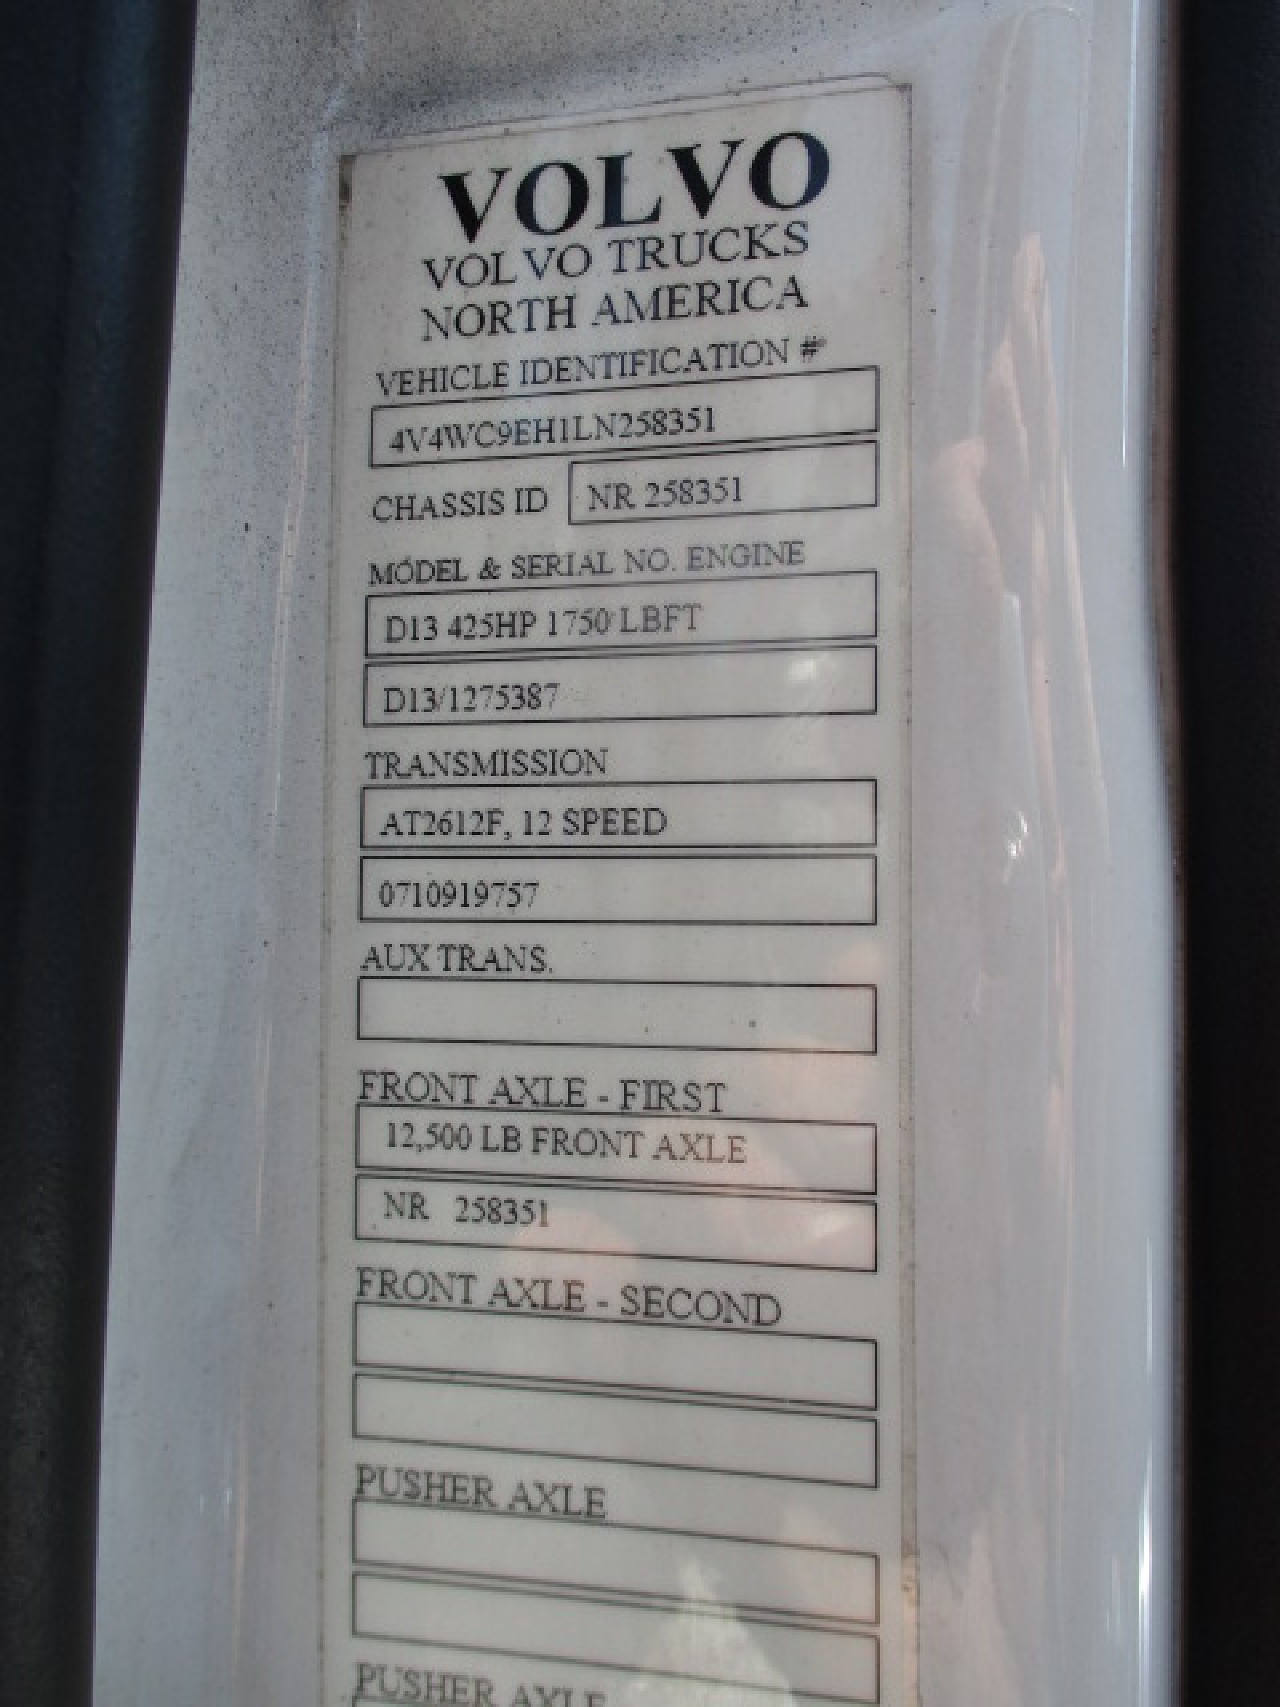 VOLVO
VOLVO TRUCKS
NORTH AMERICA
VEHICLE IDENTIFICATION #
4V4WC9EH1LN258351
CHASSIS ID NR 258351
MODEL & SERIAL NO. ENGINE
D13 425HP 1750 LBFT
D13/1275387
TRANSMISSION
AT2612F, 12 SPEED
0710919757
AUX TRANS.
FRONT AXLE - FIRST
12,500 LB FRONT AXLE
NR 258351
FRONT AXLE - SECOND
PUSHER AXLE
PUSHER AXLE